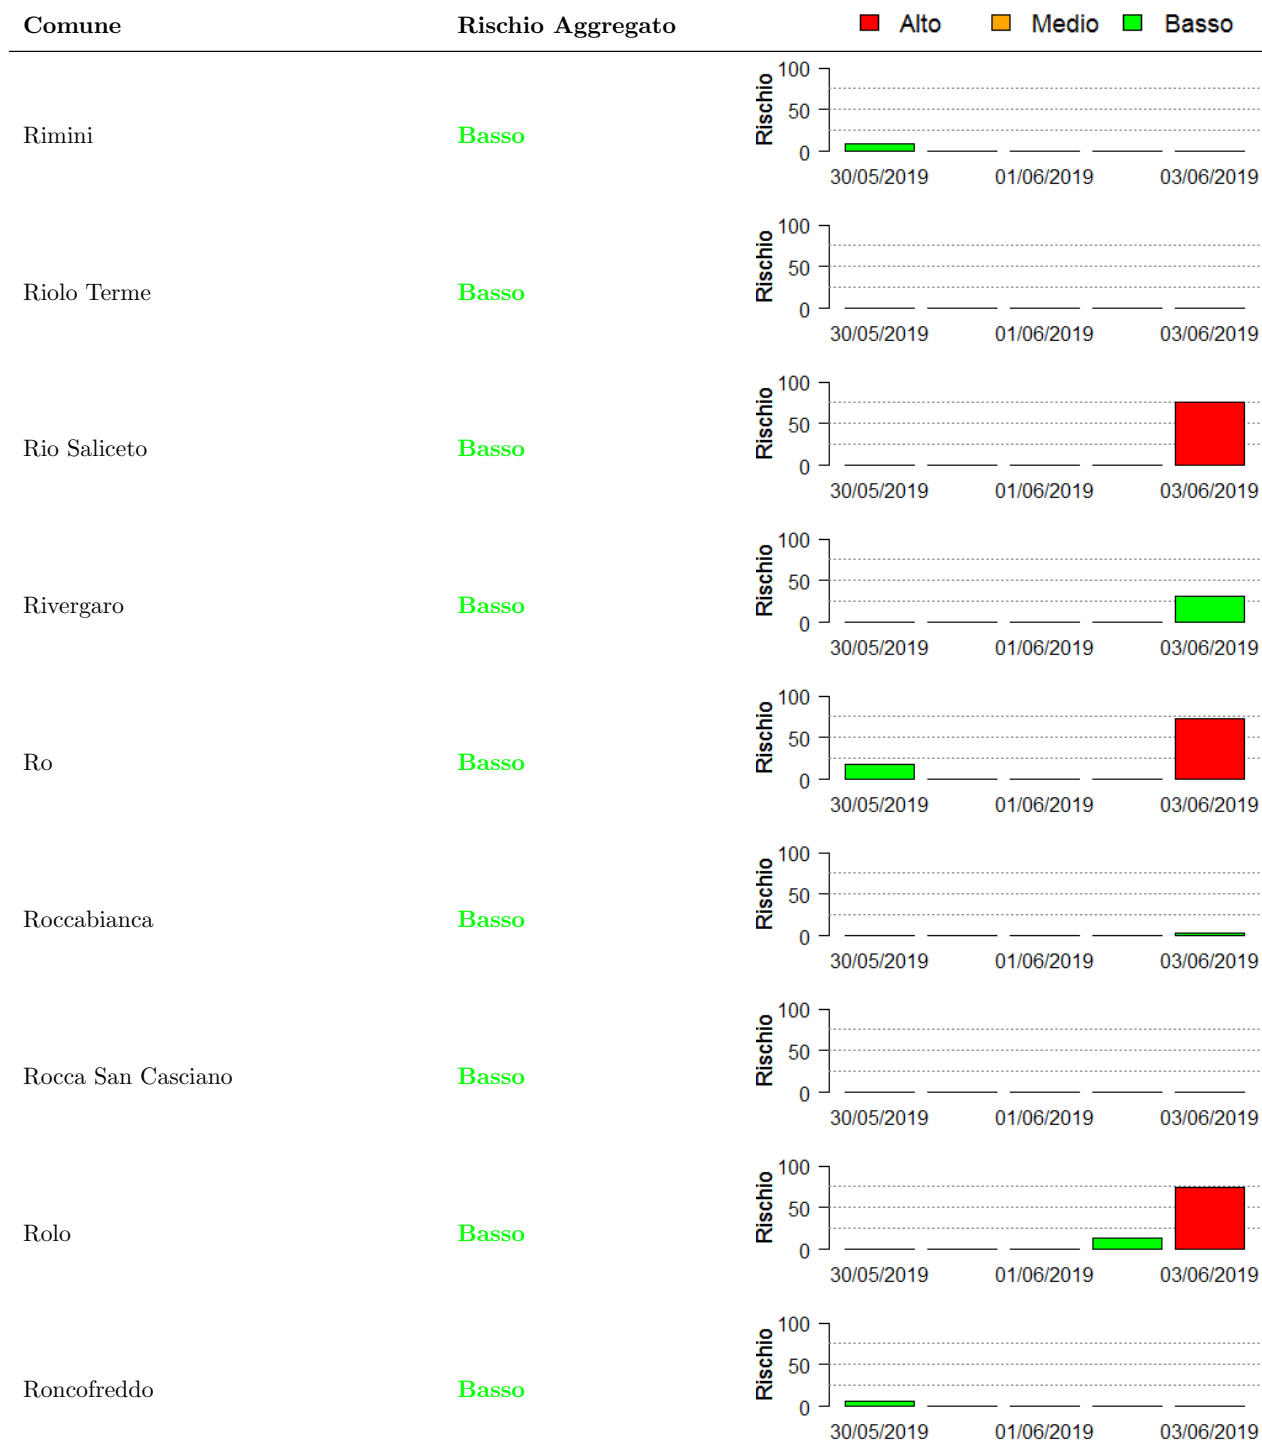 Comune Rischio Aggregato Alto Medio Basso
100
50
0
Rischio
Rimini Basso
30/05/2019 01/06/2019 03/06/2019
100
50
0
Rischio
Riolo Terme Basso
30/05/2019 01/06/2019 03/06/2019
100
50
0
Rischio
Rio Saliceto Basso
30/05/2019 01/06/2019 03/06/2019
100
50
0
Rischio
Rivergaro Basso
30/05/2019 01/06/2019 03/06/2019
100
50
0
Rischio
Ro Basso
30/05/2019 01/06/2019 03/06/2019
100
50
0
Rischio
Roccabianca Basso
30/05/2019 01/06/2019 03/06/2019
100
50
0
Rischio
Rocca San Casciano Basso
30/05/2019 01/06/2019 03/06/2019
100
50
0
Rischio
Rolo Basso
30/05/2019 01/06/2019 03/06/2019
100
50
0
Rischio
Roncofreddo Basso
30/05/2019 01/06/2019 03/06/2019